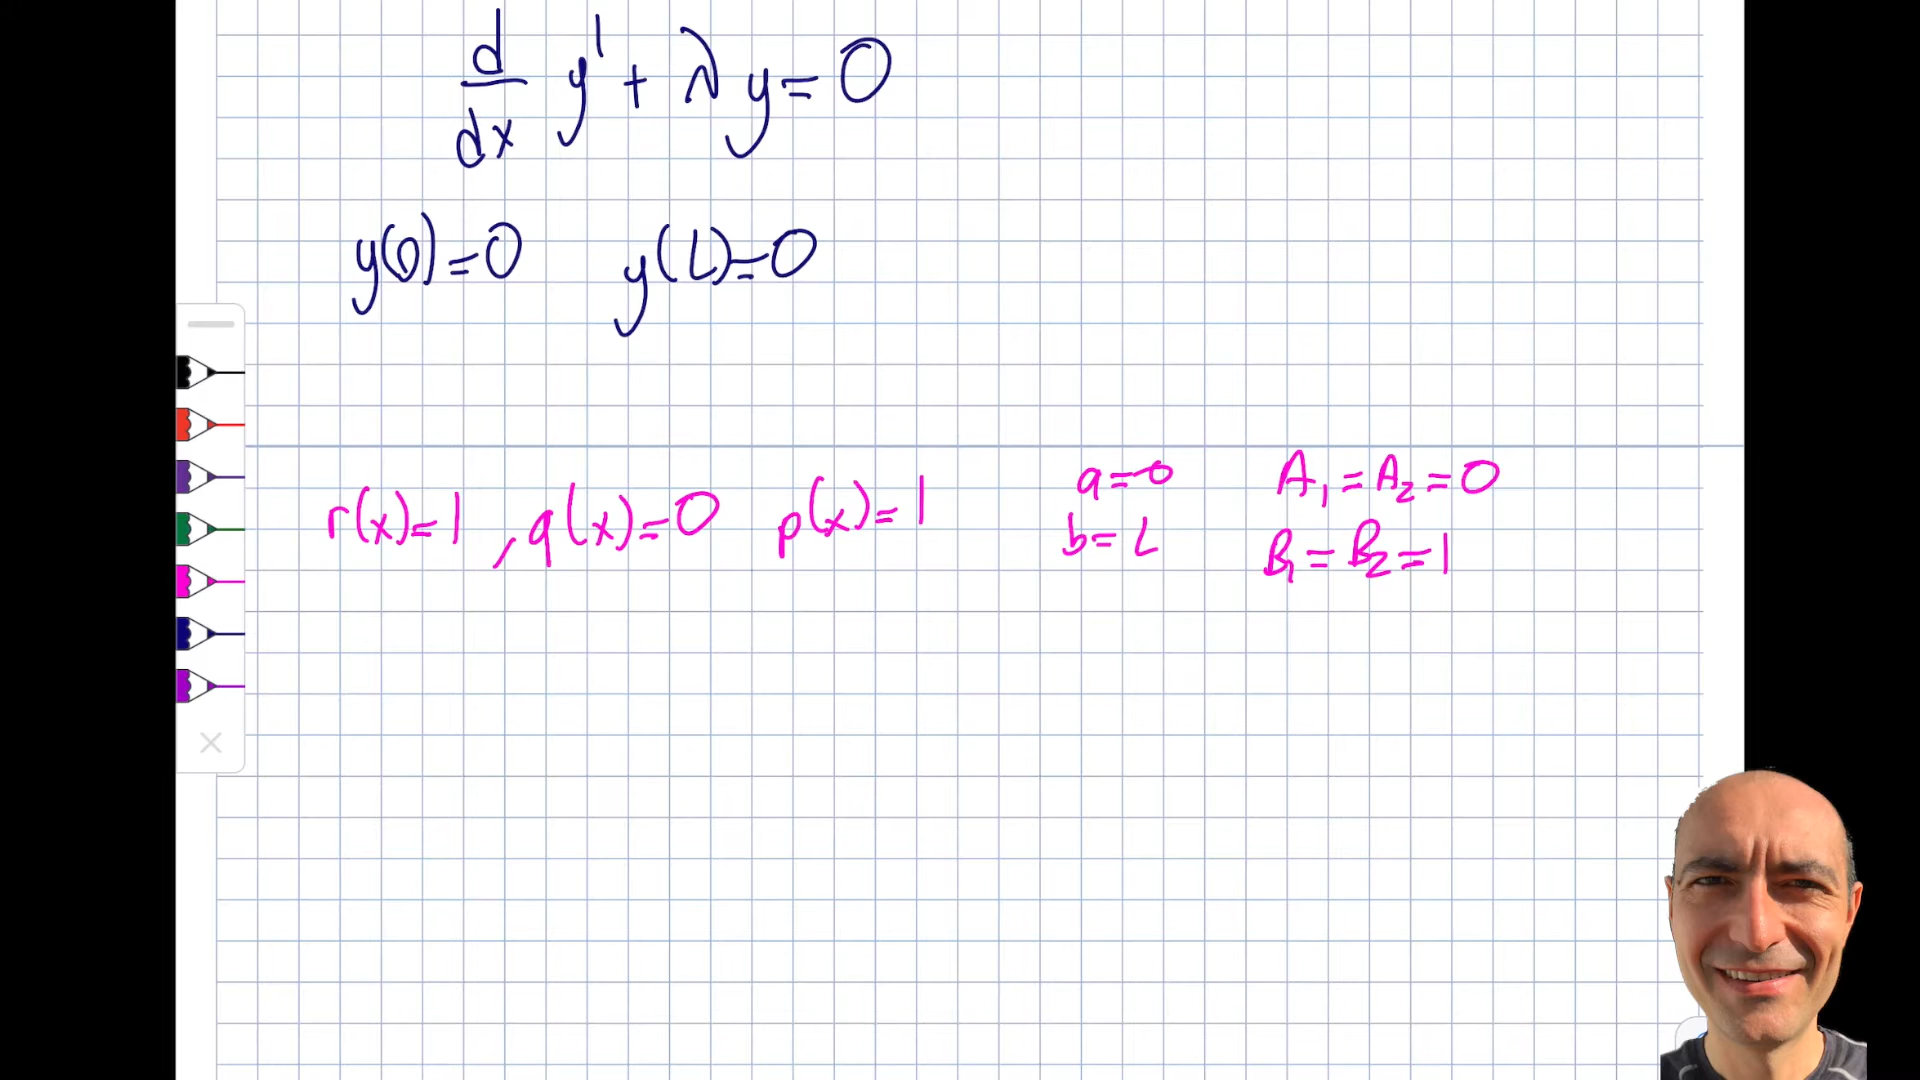 d/dx y' + λ y = 0
y(0)=0 y(L)=0
r(x)=1 , q(x)=0 p(x)=1
a=0
b=L
A₁ = A₂ = 0
B₁ = B₂ = 1